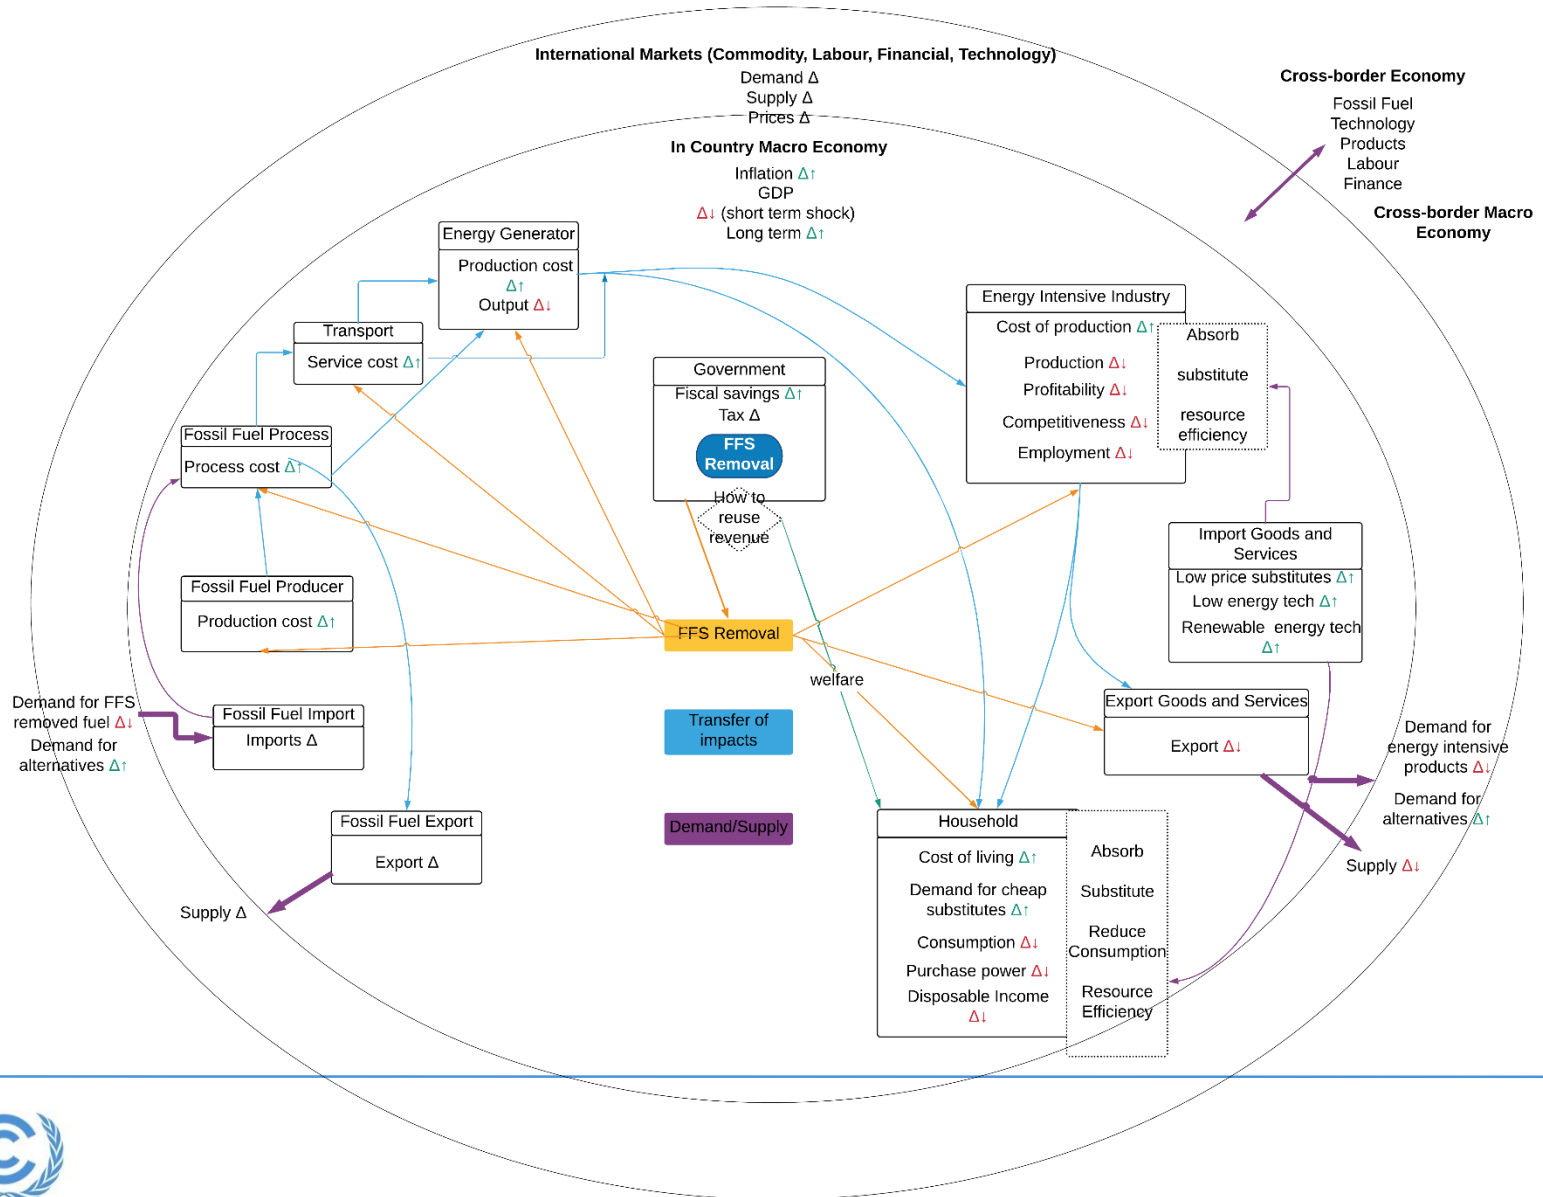 International Markets (Commodity, Labour, Financial, Technology)
Demand Δ
Supply Δ
Prices Δ
Cross-border Economy
Fossil Fuel
Technology
Products
Labour
Finance
Cross-border Macro
Economy
In Country Macro Economy
Inflation Δ↑
GDP
Δ↓ (short term shock)
Long term Δ↑
Energy Generator
Production cost
Δ↑
Output Δ↓
Transport
Service cost Δ↑
Fossil Fuel Process
Process cost Δ↑
Fossil Fuel Producer
Production cost Δ↑
Demand for FFS
removed fuel Δ↓
Demand for
alternatives Δ↑
Fossil Fuel Import
Imports Δ
Fossil Fuel Export
Export Δ
Supply Δ
Government
Fiscal savings Δ↑
Tax Δ
FFS
Removal
How to
reuse
revenue
FFS Removal
welfare
Transfer of
impacts
Demand/Supply
Energy Intensive Industry
Cost of production Δ↑
Production Δ↓
Profitability Δ↓
Competitiveness Δ↓
Employment Δ↓
Absorb
substitute
resource
efficiency
Import Goods and
Services
Low price substitutes Δ↑
Low energy tech Δ↑
Renewable energy tech
Δ↑
Export Goods and Services
Export Δ↓
Demand for
energy intensive
products Δ↓
Demand for
alternatives Δ↑
Supply Δ↓
Household
Cost of living Δ↑
Demand for cheap
substitutes Δ↑
Consumption Δ↓
Purchase power Δ↓
Disposable Income
Δ↓
Absorb
Substitute
Reduce
Consumption
Resource
Efficiency